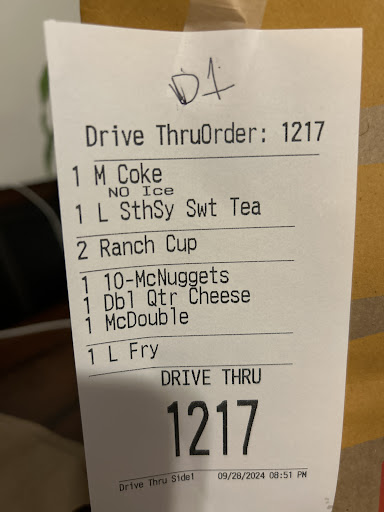 D1
Drive ThruOrder: 1217
1 M Coke
NO Ice
1 L SthSy Swt Tea
2 Ranch Cup
1 10-McNuggets
1 Dbl Qtr Cheese
1 McDouble
1 L Fry
DRIVE THRU
1217
Drive Thru Side1 09/28/2024 08:51 PM